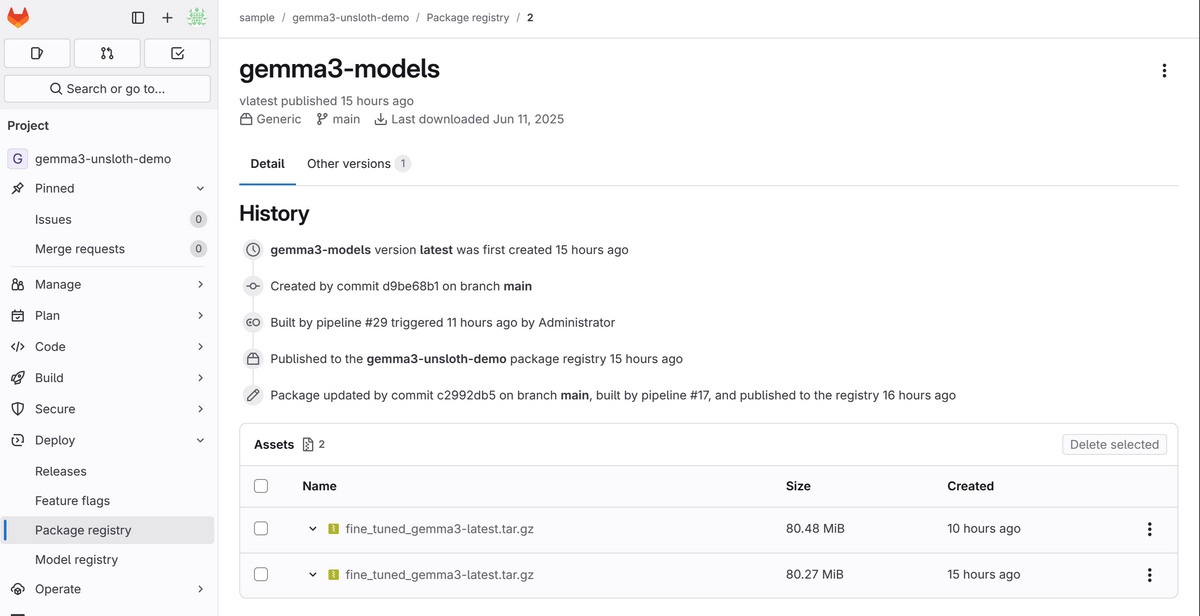 sample / gemma3-unsloth-demo / Package registry / 2
Search or go to...
Project
G gemma3-unsloth-demo
Pinned
Issues 0
Merge requests 0
Manage
Plan
Code
Build
Secure
Deploy
Releases
Feature flags
Package registry
Model registry
Operate
gemma3-models
vlatest published 15 hours ago
Generic main Last downloaded Jun 11, 2025
Detail Other versions 1
History
gemma3-models version latest was first created 15 hours ago
Created by commit d9be68b1 on branch main
Built by pipeline #29 triggered 11 hours ago by Administrator
Published to the gemma3-unsloth-demo package registry 15 hours ago
Package updated by commit c2992db5 on branch main, built by pipeline #17, and published to the registry 16 hours ago
Assets 2 Delete selected
Name Size Created
fine_tuned_gemma3-latest.tar.gz 80.48 MiB 10 hours ago
fine_tuned_gemma3-latest.tar.gz 80.27 MiB 15 hours ago